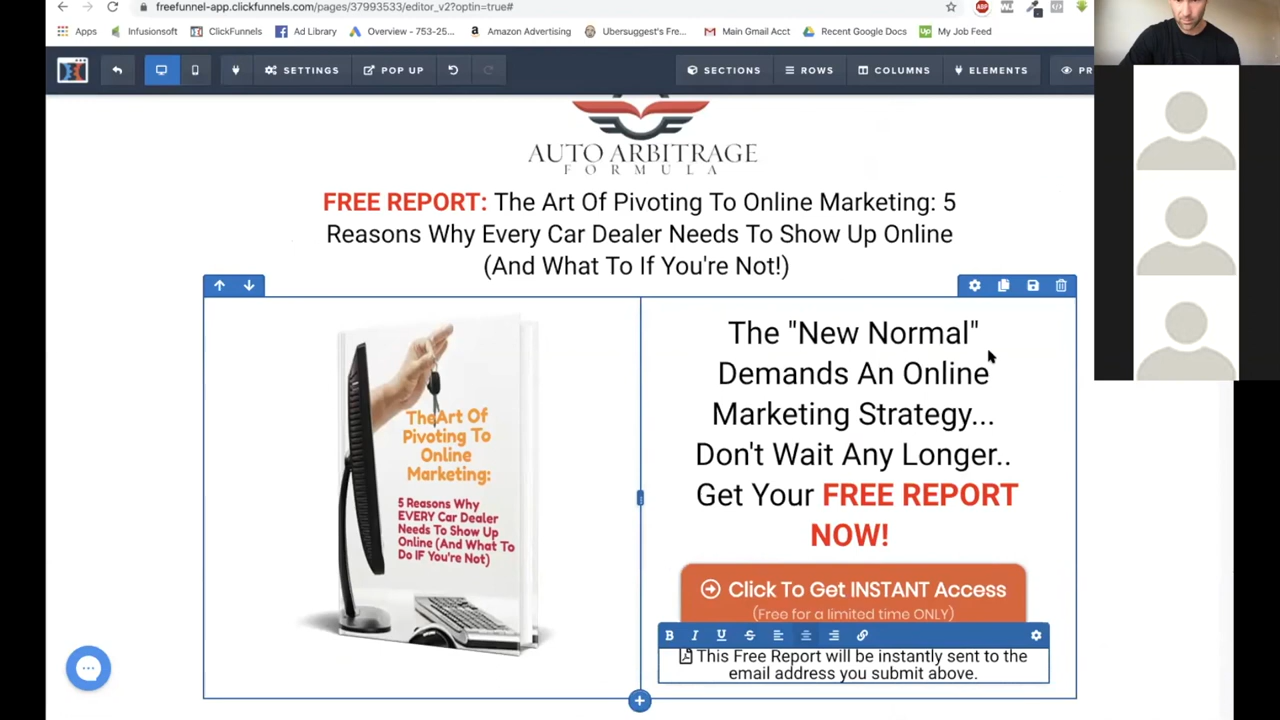 freefunnel-app.clickfunnels.com/pages/37993533/editor_v2?optin=true#
ABP
Apps
Infusionsoft
ClickFunnels
Ad Library
Overview - 753-25...
Amazon Advertising
Ubersuggest's Fre...
Main Gmail Acct
Recent Google Docs
Up My Job Feed
SETTINGS
POP UP
SECTIONS
ROWS
COLUMNS
ELEMENTS
PR
AUTO ARBITRAGE
FORMULA
FREE REPORT: The Art Of Pivoting To Online Marketing: 5
Reasons Why Every Car Dealer Needs To Show Up Online
(And What To If You're Not!)
TheArt Of
Pivoting To
Online
Marketing:
5 Reasons Why
EVERY Car Dealer
Needs To Show Up
Online (And What To
Do IF You're Not)
The "New Normal"
Demands An Online
Marketing Strategy...
Don't Wait Any Longer..
Get Your FREE REPORT
NOW!
Click To Get INSTANT Access
(Free for a limited time ONLY)
B I U S
This Free Report will be instantly sent to the
email address you submit above.